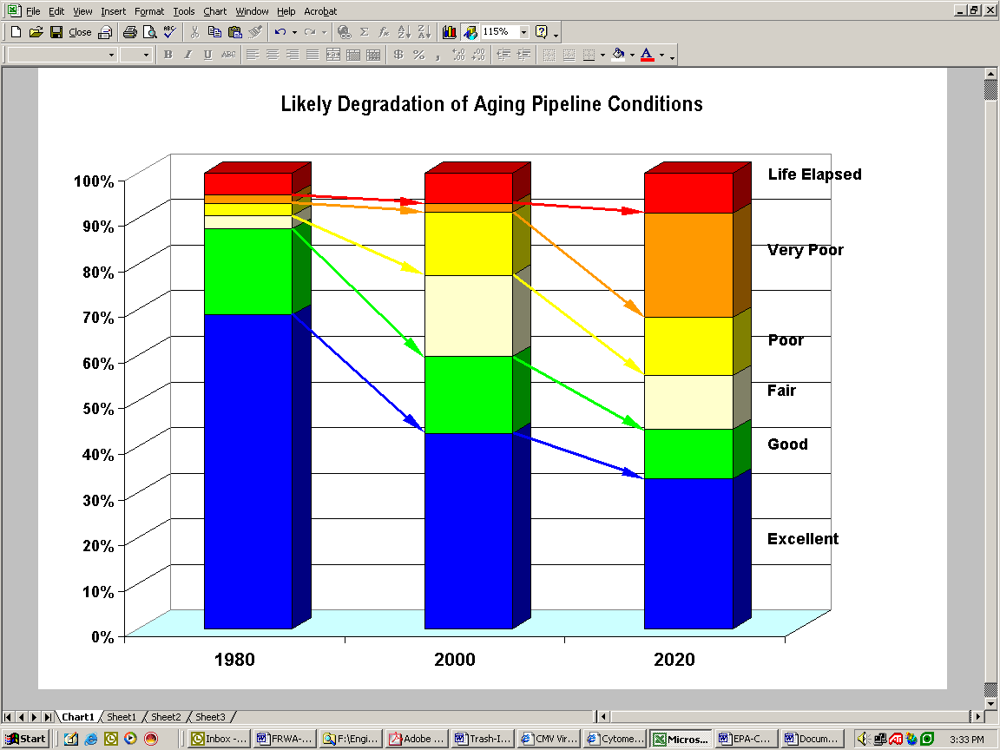 File Edit View Insert Format Tools Chart Window Help Acrobat
Close ABC Σ fx A Z Z A 115% ?
B I U ABC $ % , A
Likely Degradation of Aging Pipeline Conditions
100%
90%
80%
70%
60%
50%
40%
30%
20%
10%
0%
Life Elapsed
Very Poor
Poor
Fair
Good
Excellent
1980 2000 2020
Chart1 Sheet1 Sheet2 Sheet3
Start Inbox -... FRWA-... F:\Engi... Adobe ... Trash-I... CMV Vir... Cytome... Micros... EPA-C... Docum... 3:33 PM